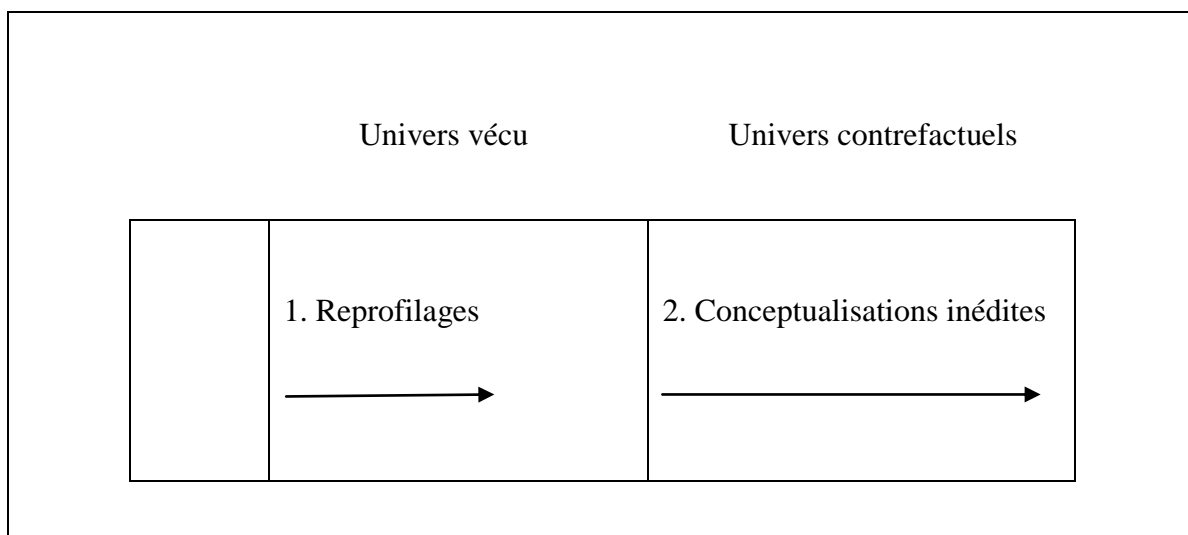 Univers vécu Univers contrefactuels
1. Reprofilages 2. Conceptualisations inédites